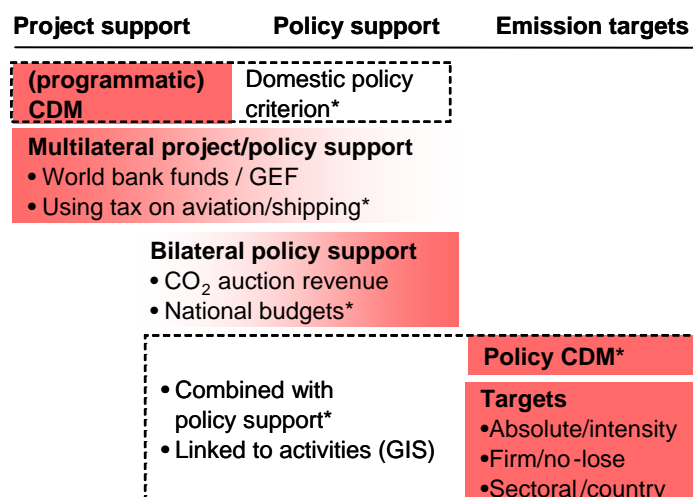 Project support Policy support Emission targets
(programmatic) Domestic policy
CDM criterion*
Multilateral project/policy support
• World bank funds / GEF
• Using tax on aviation/shipping*
Bilateral policy support
• CO₂ auction revenue
• National budgets*
Policy CDM*
• Combined with
policy support*
• Linked to activities (GIS)
Targets
•Absolute/intensity
•Firm/no-lose
•Sectoral/country